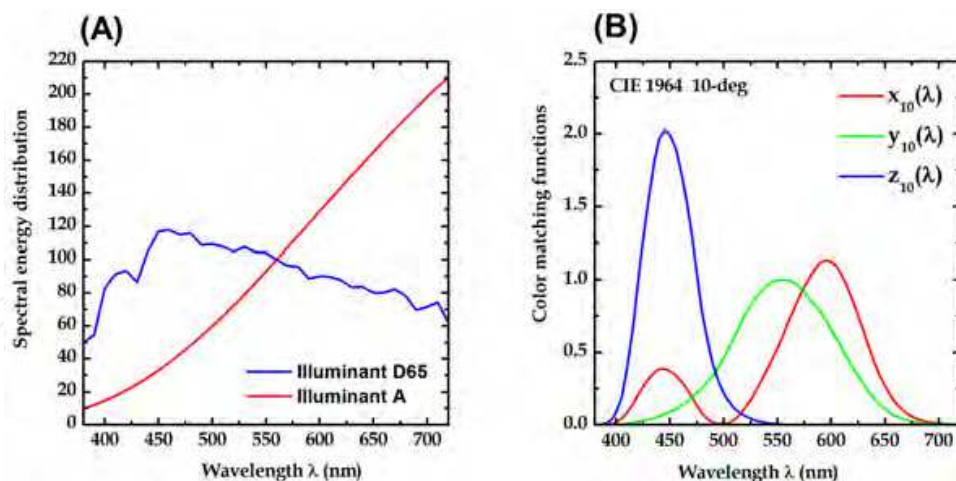 (A)
Spectral energy distribution
220
200
180
160
140
120
100
80
60
40
20
0
400 450 500 550 600 650 700
Wavelength λ (nm)
Illuminant D65
Illuminant A
(B)
Color matching functions
2.5
2.0
1.5
1.0
0.5
0.0
400 450 500 550 600 650 700
Wavelength λ (nm)
CIE 1964 10-deg
x₁₀(λ)
y₁₀(λ)
z₁₀(λ)